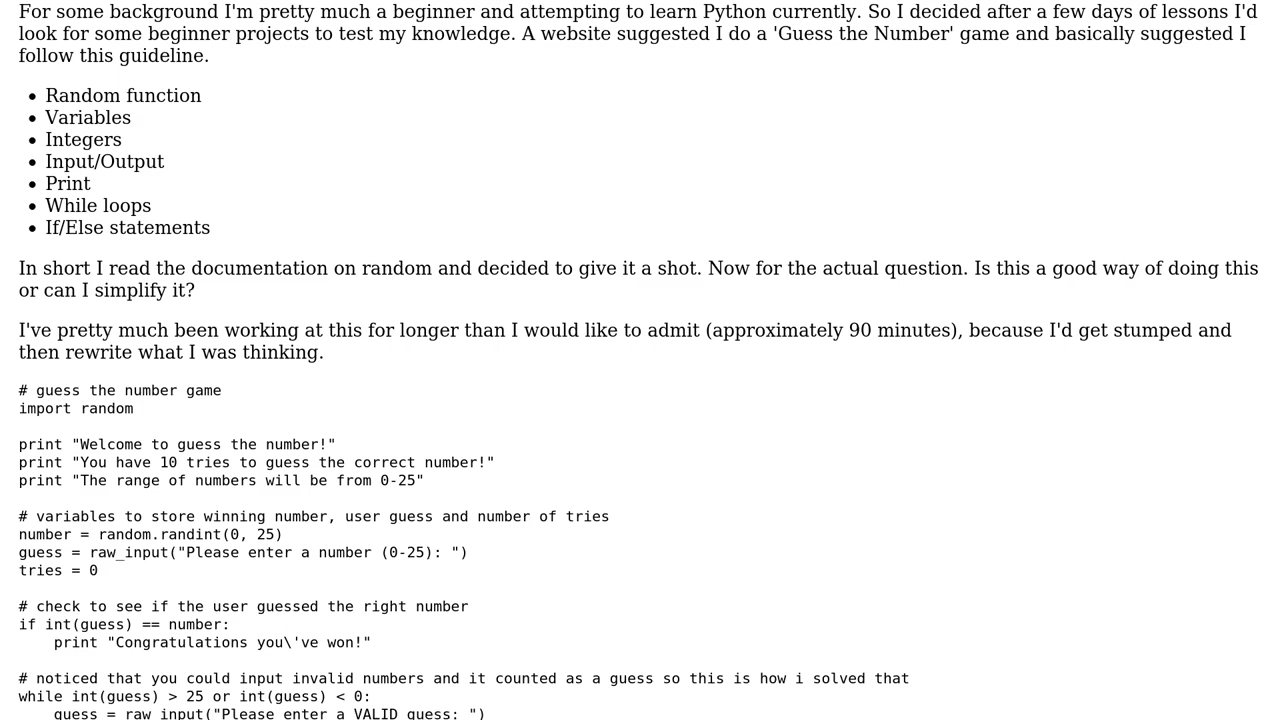 For some background I'm pretty much a beginner and attempting to learn Python currently. So I decided after a few days of lessons I'd
look for some beginner projects to test my knowledge. A website suggested I do a 'Guess the Number' game and basically suggested I
follow this guideline.
• Random function
• Variables
• Integers
• Input/Output
• Print
• While loops
• If/Else statements
In short I read the documentation on random and decided to give it a shot. Now for the actual question. Is this a good way of doing this
or can I simplify it?
I've pretty much been working at this for longer than I would like to admit (approximately 90 minutes), because I'd get stumped and
then rewrite what I was thinking.
# guess the number game
import random
print "Welcome to guess the number!"
print "You have 10 tries to guess the correct number!"
print "The range of numbers will be from 0-25"
# variables to store winning number, user guess and number of tries
number = random.randint(0, 25)
guess = raw_input("Please enter a number (0-25): ")
tries = 0
# check to see if the user guessed the right number
if int(guess) == number:
    print "Congratulations you\'ve won!"
# noticed that you could input invalid numbers and it counted as a guess so this is how i solved that
while int(guess) > 25 or int(guess) < 0:
    guess = raw_input("Please enter a VALID guess: ")